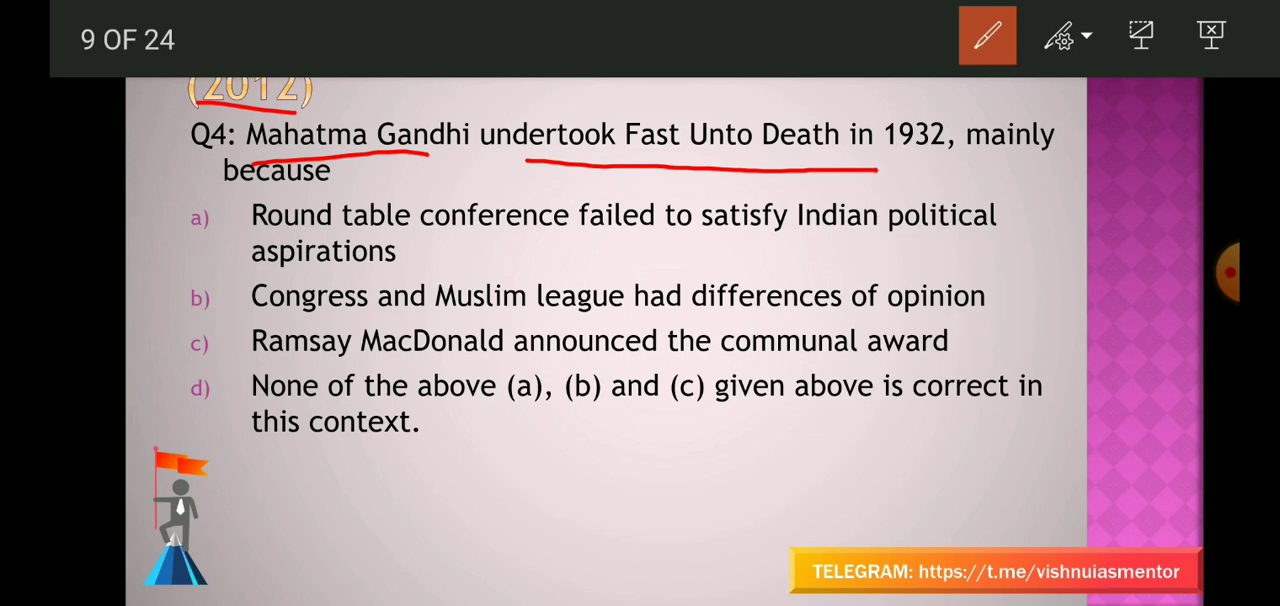 9 OF 24
(2012)
Q4: Mahatma Gandhi undertook Fast Unto Death in 1932, mainly
because
a) Round table conference failed to satisfy Indian political
aspirations
b) Congress and Muslim league had differences of opinion
c) Ramsay MacDonald announced the communal award
d) None of the above (a), (b) and (c) given above is correct in
this context.
TELEGRAM: https://t.me/vishnuiasmentor